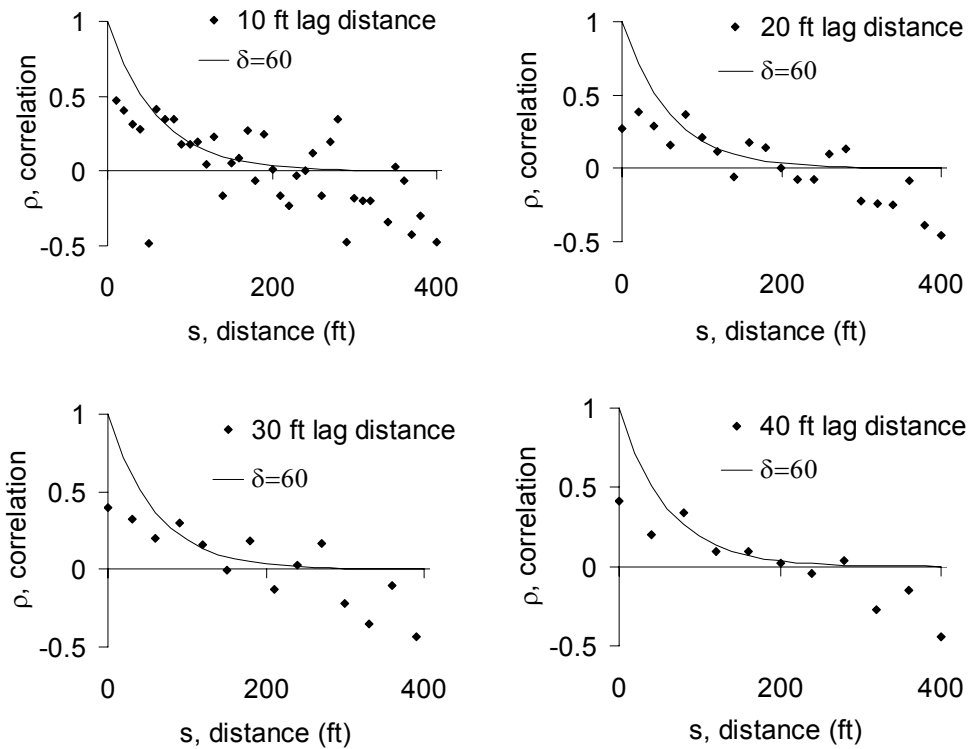 1
0.5
0
-0.5
ρ, correlation
10 ft lag distance
δ=60
0
200
400
s, distance (ft)
1
0.5
0
-0.5
ρ, correlation
20 ft lag distance
δ=60
0
200
400
s, distance (ft)
1
0.5
0
-0.5
ρ, correlation
30 ft lag distance
δ=60
0
200
400
s, distance (ft)
1
0.5
0
-0.5
ρ, correlation
40 ft lag distance
δ=60
0
200
400
s, distance (ft)